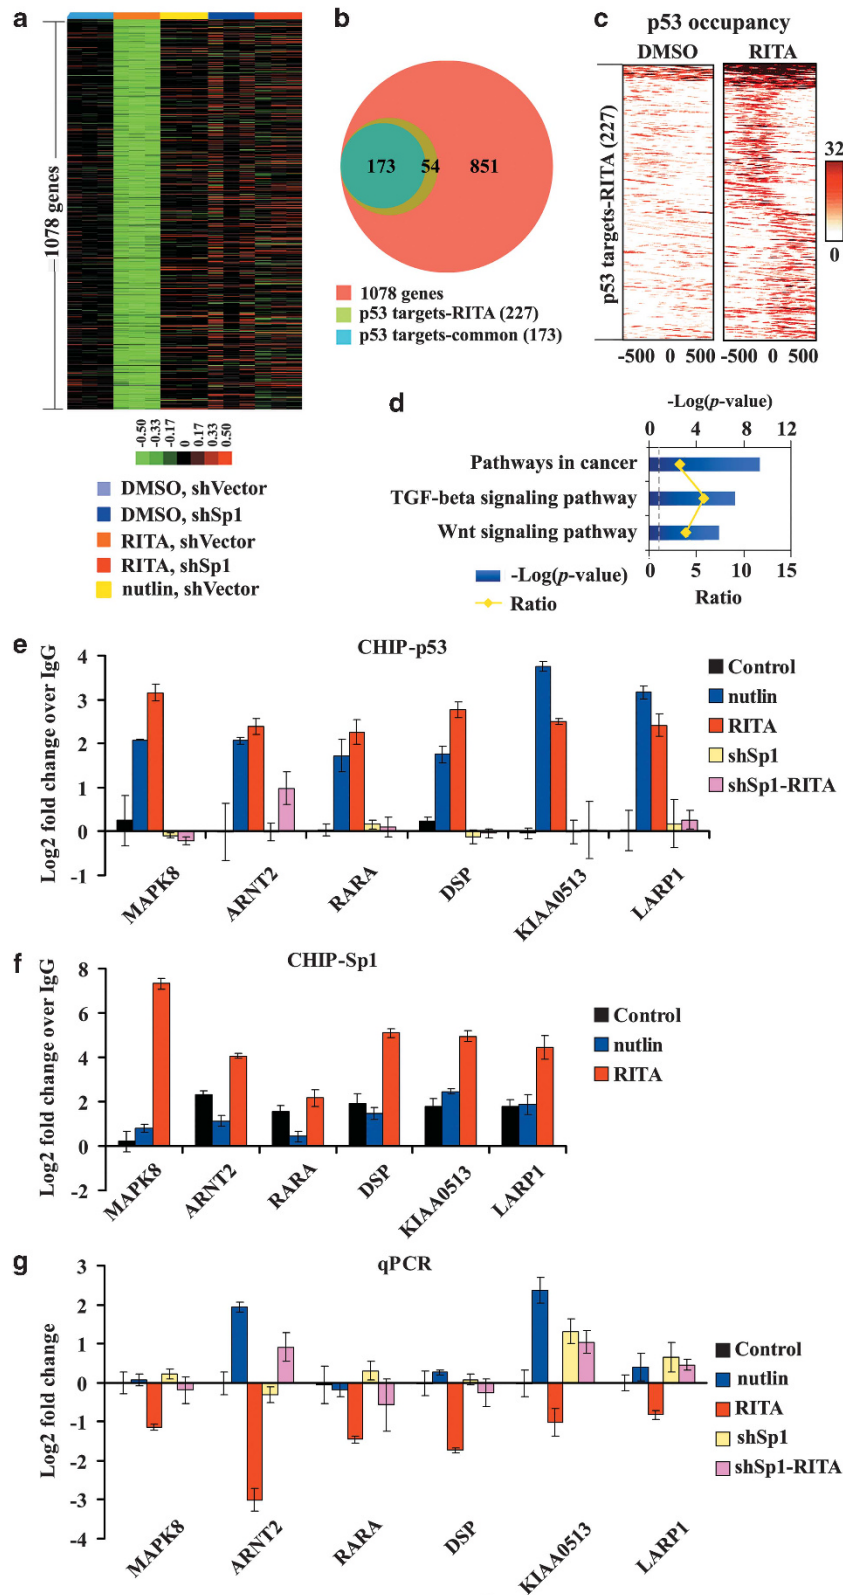 a
1078 genes
-0.50
-0.33
-0.17
0
0.17
0.33
0.50
DMSO, shVector
DMSO, shSp1
RITA, shVector
RITA, shSp1
nutlin, shVector
b
173 54 851
1078 genes
p53 targets-RITA (227)
p53 targets-common (173)
c
p53 occupancy
DMSO RITA
p53 targets-RITA (227)
32
0
-500 0 500 -500 0 500
d
-Log(p-value)
0 4 8 12
Pathways in cancer
TGF-beta signaling pathway
Wnt signaling pathway
0 5 10 15
Ratio
-Log(p-value)
Ratio
e
CHIP-p53
Log2 fold change over IgG
4
3
2
1
0
-1
MAPK8
ARNT2
RARA
DSP
KIAA0513
LARP1
Control
nutlin
RITA
shSp1
shSp1-RITA
f
CHIP-Sp1
Log2 fold change over IgG
8
6
4
2
0
-2
MAPK8
ARNT2
RARA
DSP
KIAA0513
LARP1
Control
nutlin
RITA
g
qPCR
Log2 fold change
3
2
1
0
-1
-2
-3
-4
MAPK8
ARNT2
RARA
DSP
KIAA0513
LARP1
Control
nutlin
RITA
shSp1
shSp1-RITA